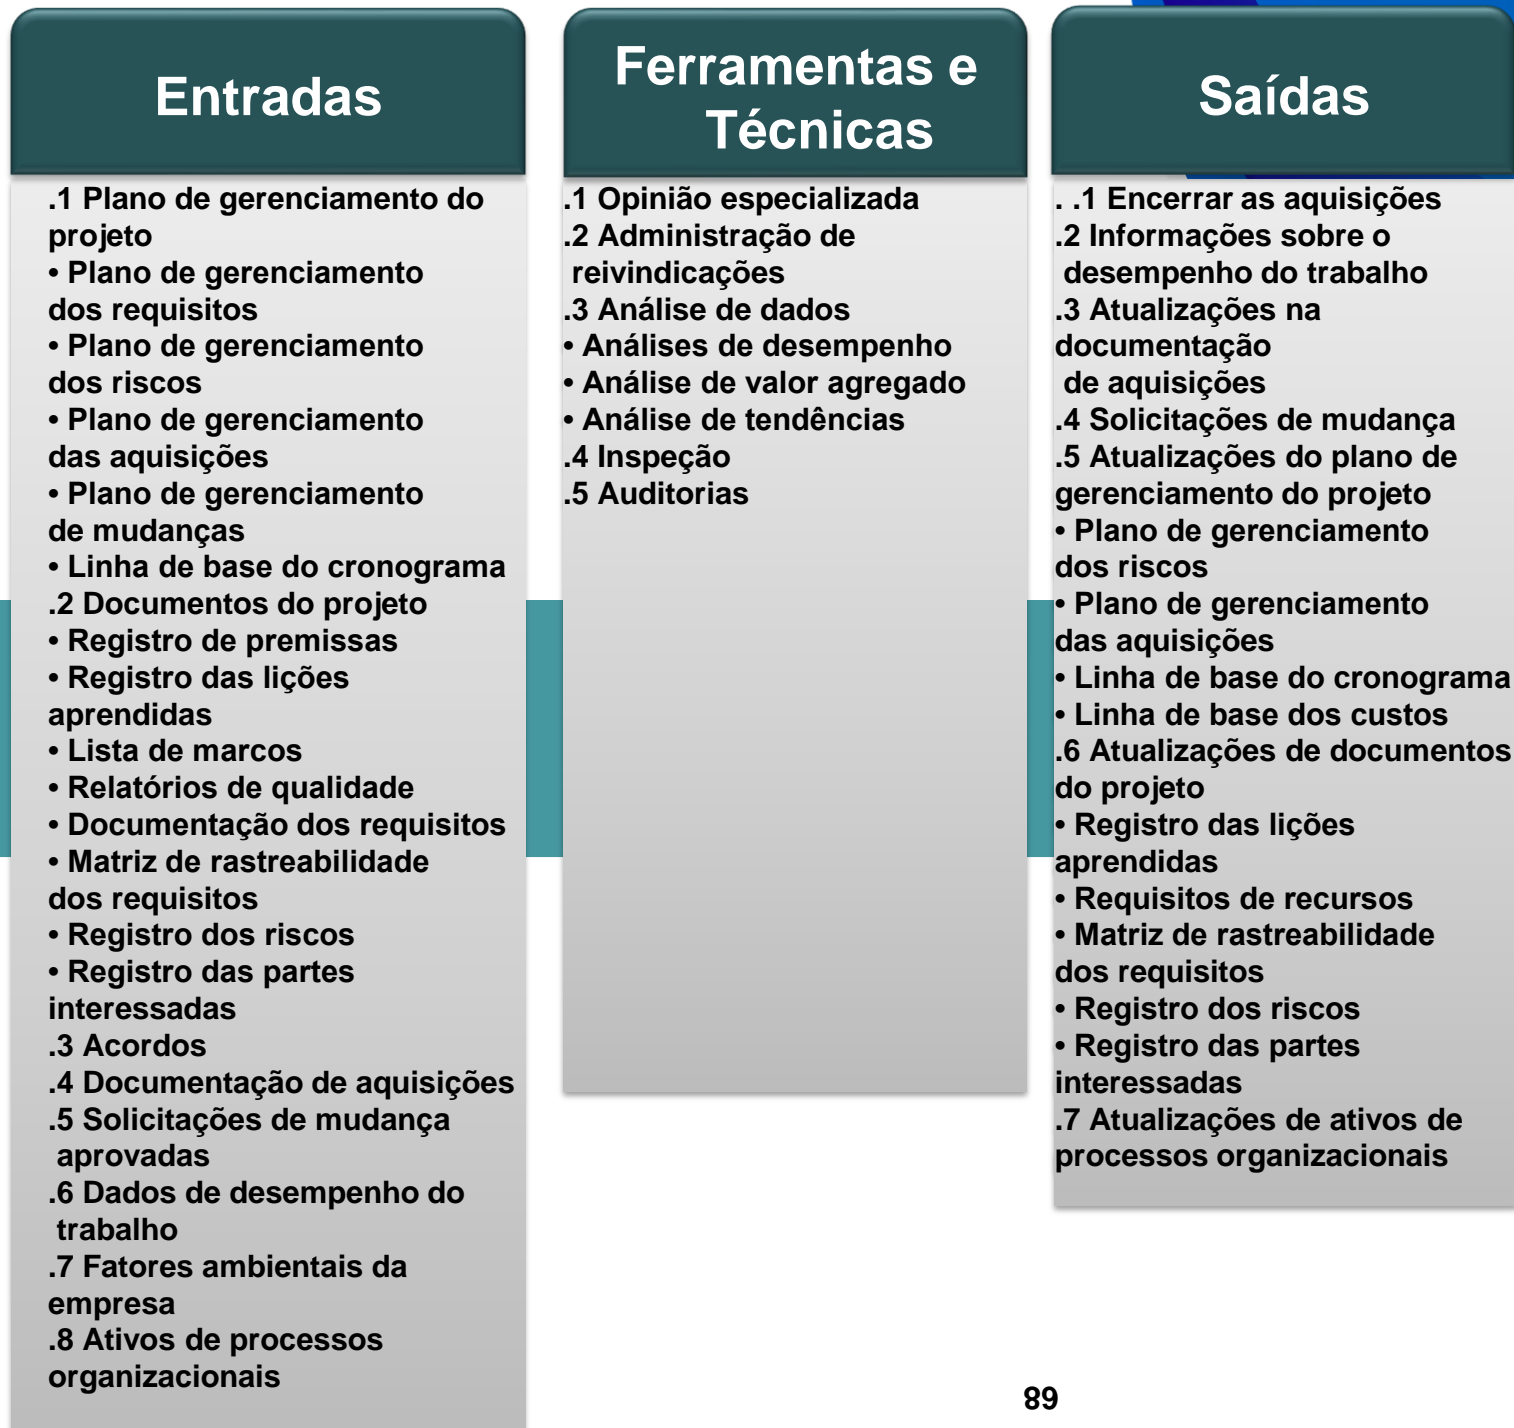 Entradas
.1 Plano de gerenciamento do
projeto
• Plano de gerenciamento
dos requisitos
• Plano de gerenciamento
dos riscos
• Plano de gerenciamento
das aquisições
• Plano de gerenciamento
de mudanças
• Linha de base do cronograma
.2 Documentos do projeto
• Registro de premissas
• Registro das lições
aprendidas
• Lista de marcos
• Relatórios de qualidade
• Documentação dos requisitos
• Matriz de rastreabilidade
dos requisitos
• Registro dos riscos
• Registro das partes
interessadas
.3 Acordos
.4 Documentação de aquisições
.5 Solicitações de mudança
aprovadas
.6 Dados de desempenho do
trabalho
.7 Fatores ambientais da
empresa
.8 Ativos de processos
organizacionais
Ferramentas e
Técnicas
.1 Opinião especializada
.2 Administração de
reivindicações
.3 Análise de dados
• Análises de desempenho
• Análise de valor agregado
• Análise de tendências
.4 Inspeção
.5 Auditorias
Saídas
. .1 Encerrar as aquisições
.2 Informações sobre o
desempenho do trabalho
.3 Atualizações na
documentação
de aquisições
.4 Solicitações de mudança
.5 Atualizações do plano de
gerenciamento do projeto
• Plano de gerenciamento
dos riscos
• Plano de gerenciamento
das aquisições
• Linha de base do cronograma
• Linha de base dos custos
.6 Atualizações de documentos
do projeto
• Registro das lições
aprendidas
• Requisitos de recursos
• Matriz de rastreabilidade
dos requisitos
• Registro dos riscos
• Registro das partes
interessadas
.7 Atualizações de ativos de
processos organizacionais
89